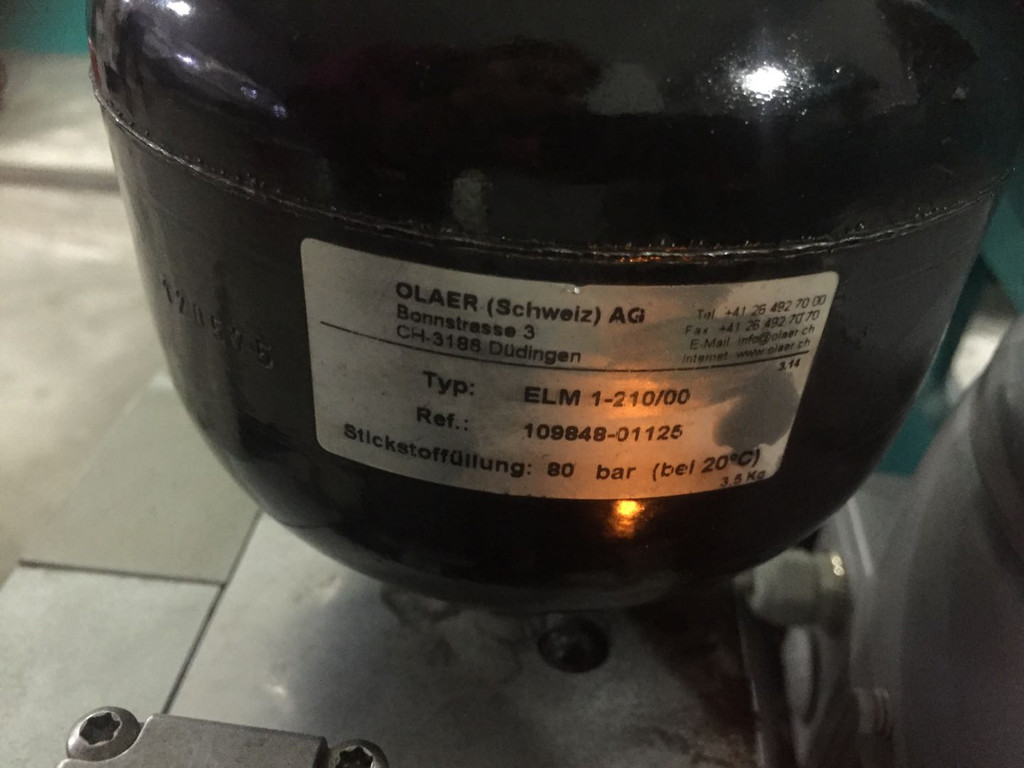 OLAER (Schweiz) AG
Bonnstrasse 3
CH-3186 Düdingen
Tel. +41 26 492 70 00
Fax +41 26 492 70 70
E-Mail info@olaer.ch
Internet www.olaer.ch
3.14
Typ: ELM 1-210/00
Ref.: 109848-01125
Stickstoffüllung: 80 bar (bei 20°C)
3,5 Kg